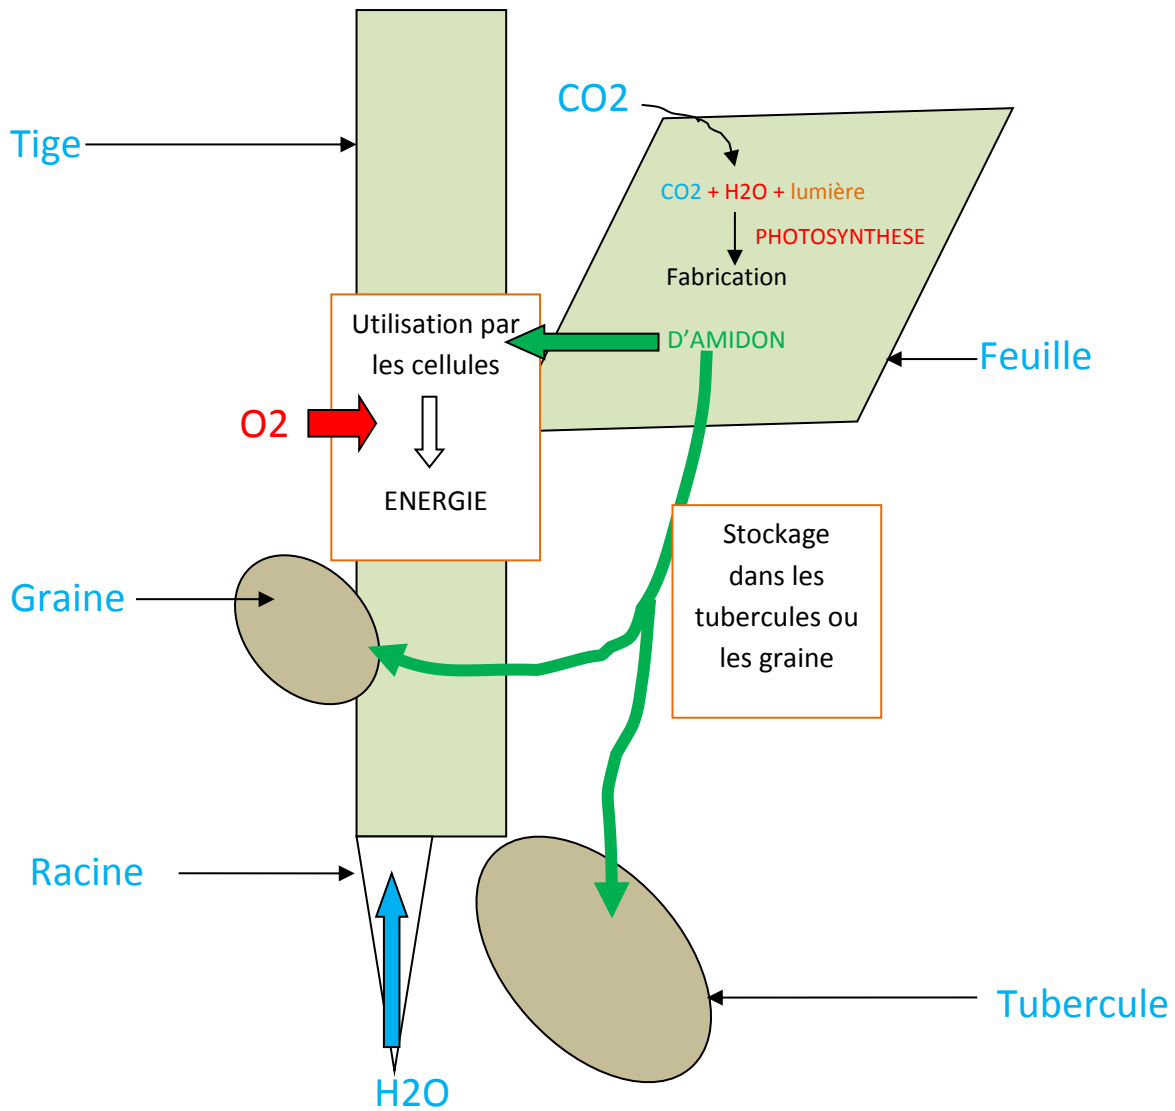 CO2
Tige
CO2 + H2O + lumière
PHOTOSYNTHESE
Fabrication
D'AMIDON
Utilisation par
les cellules
Feuille
O2
ENERGIE
Stockage
dans les
tubercules ou
les graine
Graine
Racine
Tubercule
H2O